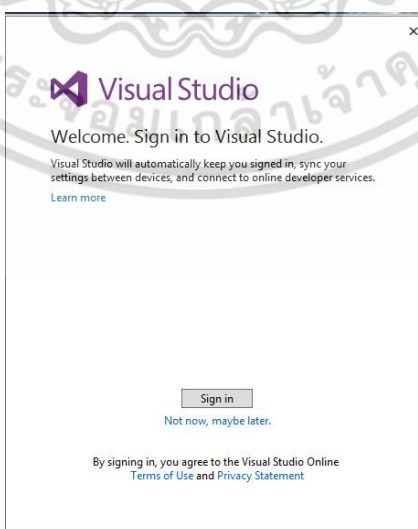 Visual Studio
Welcome. Sign in to Visual Studio.
Visual Studio will automatically keep you signed in, sync your
settings between devices, and connect to online developer services.
Learn more
Sign in
Not now, maybe later.
By signing in, you agree to the Visual Studio Online
Terms of Use and Privacy Statement